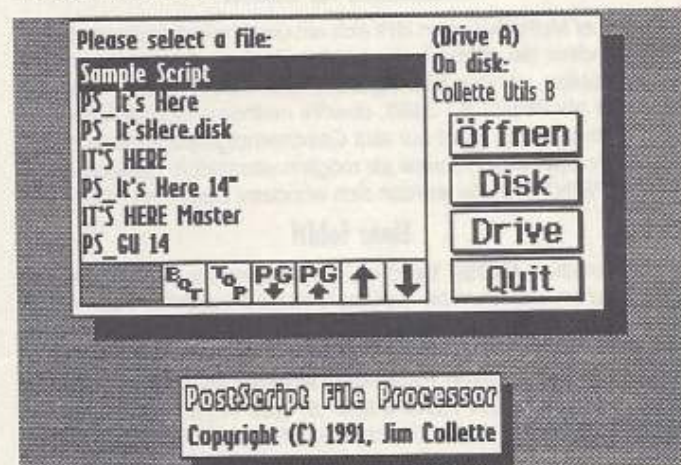 Please select a file:
Sample Script
PS_It's Here
PS_It'sHere.disk
IT'S HERE
PS_It's Here 14"
IT'S HERE Master
PS_GU 14
BOT TOP PG PG
(Drive A)
On disk:
Collette Utils B
öffnen
Disk
Drive
Quit
PostScript File Processor
Copyright (C) 1991, Jim Collette